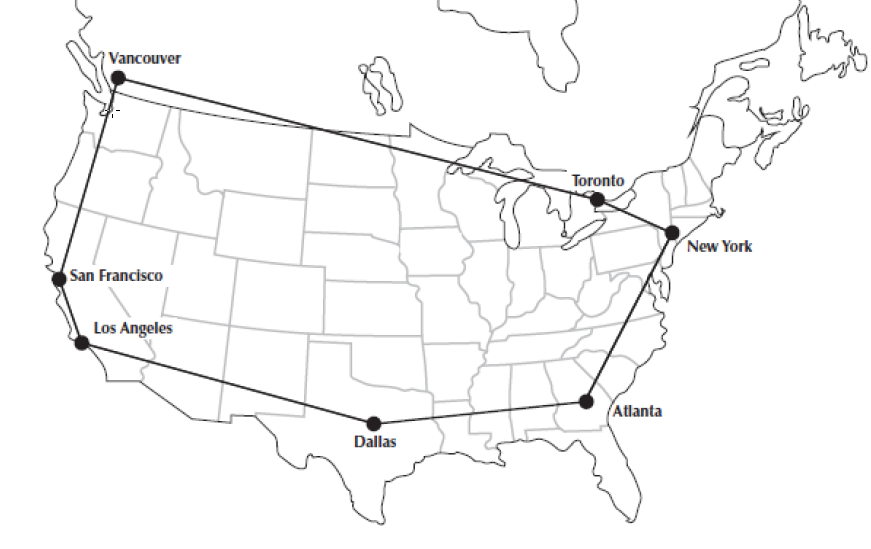 Vancouver
Toronto
New York
San Francisco
Los Angeles
Atlanta
Dallas